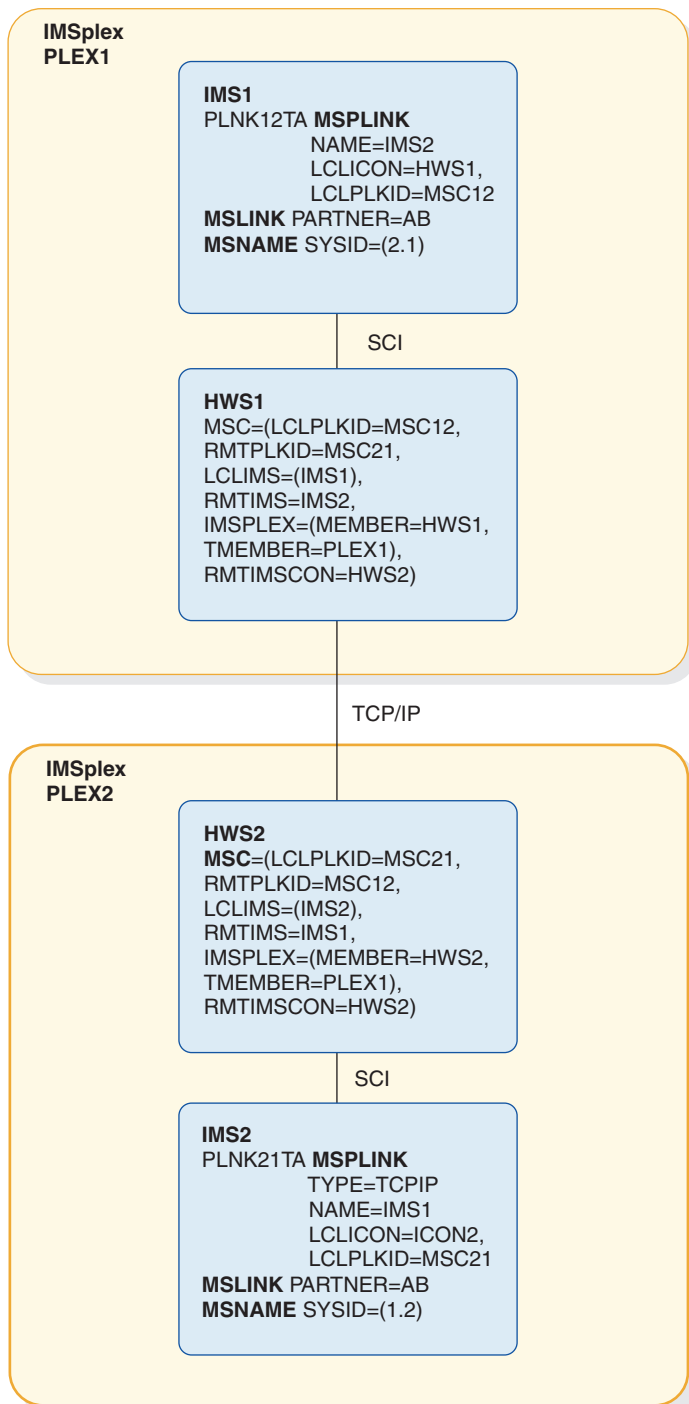 IMSplex
PLEX1
IMS1
PLNK12TA MSPLINK
NAME=IMS2
LCLICON=HWS1,
LCLPLKID=MSC12
MSLINK PARTNER=AB
MSNAME SYSID=(2.1)
SCI
HWS1
MSC=(LCLPLKID=MSC12,
RMTPLKID=MSC21,
LCLIMS=(IMS1),
RMTIMS=IMS2,
IMSPLEX=(MEMBER=HWS1,
TMEMBER=PLEX1),
RMTIMSCON=HWS2)
TCP/IP
IMSplex
PLEX2
HWS2
MSC=(LCLPLKID=MSC21,
RMTPLKID=MSC12,
LCLIMS=(IMS2),
RMTIMS=IMS1,
IMSPLEX=(MEMBER=HWS2,
TMEMBER=PLEX1),
RMTIMSCON=HWS2)
SCI
IMS2
PLNK21TA MSPLINK
TYPE=TCPIP
NAME=IMS1
LCLICON=ICON2,
LCLPLKID=MSC21
MSLINK PARTNER=AB
MSNAME SYSID=(1.2)